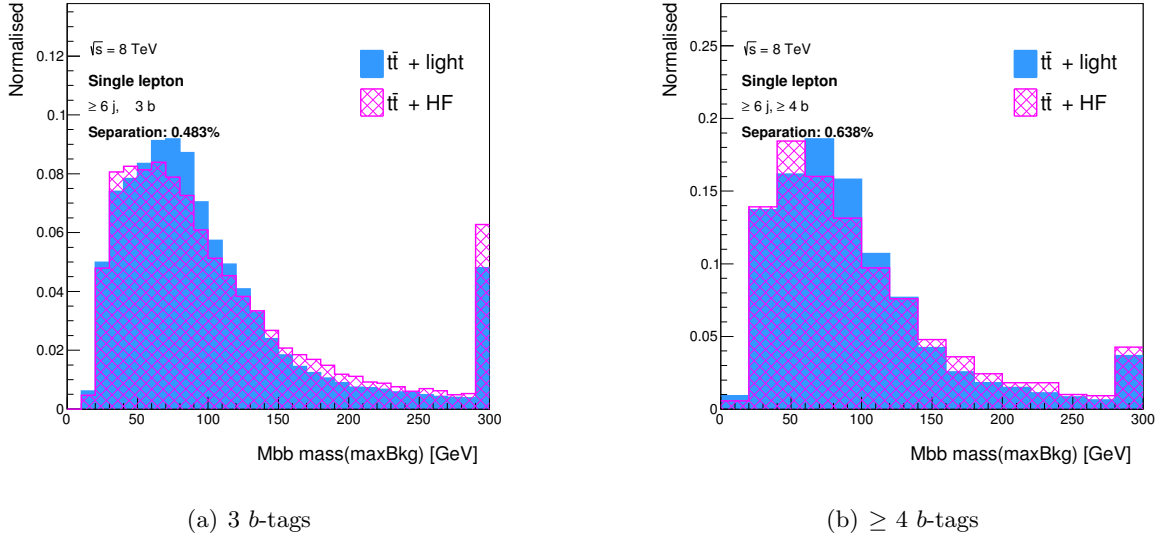 Normalised
0.12
0.1
0.08
0.06
0.04
0.02
0
√s = 8 TeV
Single lepton
≥ 6 j, 3 b
Separation: 0.483%
tt̄ + light
tt̄ + HF
0 50 100 150 200 250 300
Mbb mass(maxBkg) [GeV]
(a) 3 b-tags
Normalised
0.25
0.2
0.15
0.1
0.05
0
√s = 8 TeV
Single lepton
≥ 6 j, ≥ 4 b
Separation: 0.638%
tt̄ + light
tt̄ + HF
0 50 100 150 200 250 300
Mbb mass(maxBkg) [GeV]
(b) ≥ 4 b-tags